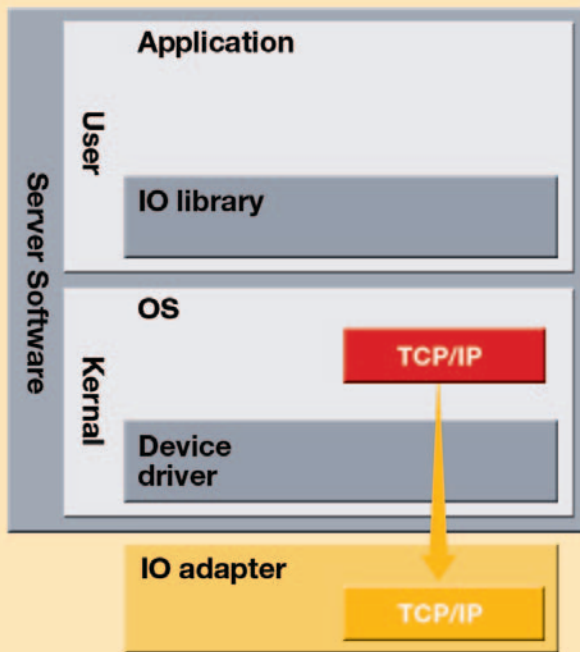 Server Software
User
Application
IO library
Kernal
OS
TCP/IP
Device
driver
IO adapter
TCP/IP